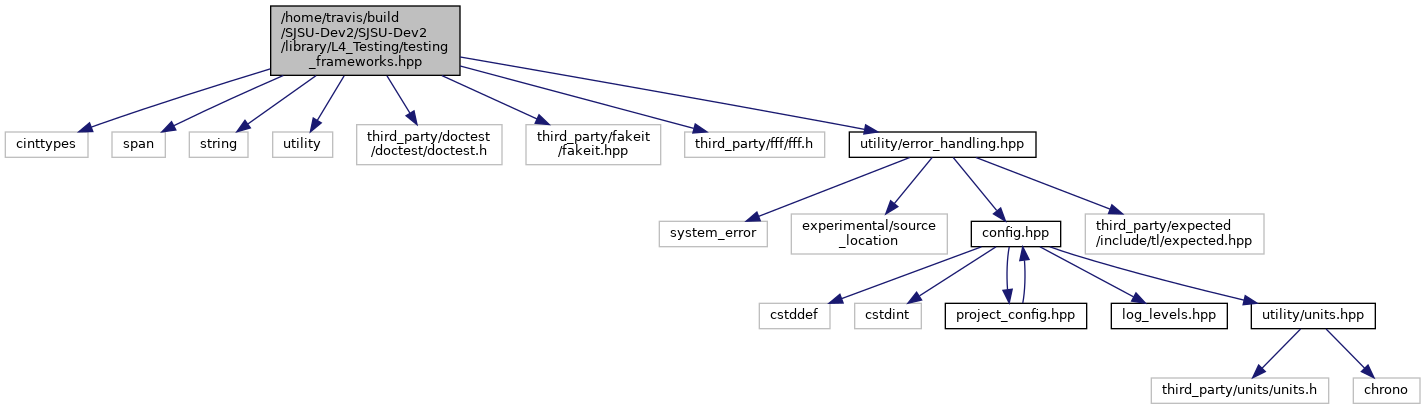 /home/travis/build
/SJSU-Dev2/SJSU-Dev2
/library/L4_Testing/testing
_frameworks.hpp
cinttypes
span
string
utility
third_party/doctest
/doctest/doctest.h
third_party/fakeit
/fakeit.hpp
third_party/fff/fff.h
utility/error_handling.hpp
system_error
experimental/source
_location
config.hpp
third_party/expected
/include/tl/expected.hpp
cstddef
cstdint
project_config.hpp
log_levels.hpp
utility/units.hpp
third_party/units/units.h
chrono